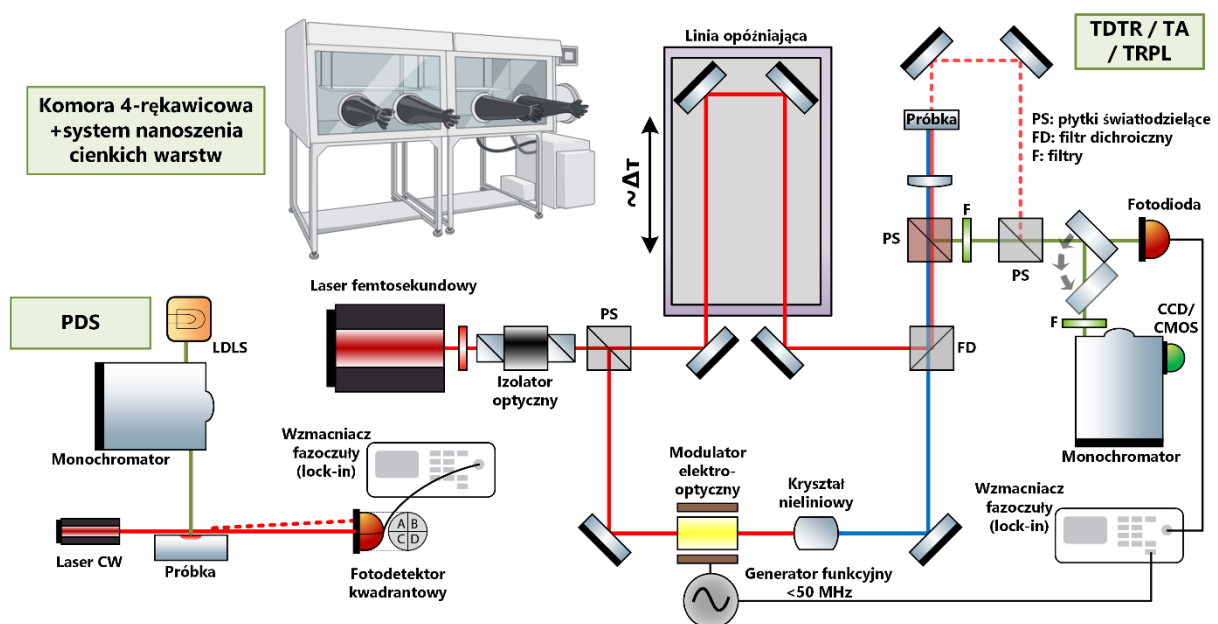 Komora 4-rękawicowa
+system nanoszenia
cienkich warstw
Linia opóźniająca
~Δτ
TDTR / TA
/ TRPL
Próbka
PS: płytki światłodzielące
FD: filtr dichroiczny
F: filtry
PS
F
PS
Fotodioda
F
CCD/
CMOS
Monochromator
FD
Laser femtosekundowy
Izolator
optyczny
PS
PDS
LDLS
Monochromator
Wzmacniacz
fazoczuły
(lock-in)
A B
C D
Laser CW
Próbka
Fotodetektor
kwadrantowy
Modulator
elektro-
optyczny
Kryształ
nieliniowy
Generator funkcyjny
<50 MHz
Wzmacniacz
fazoczuły
(lock-in)